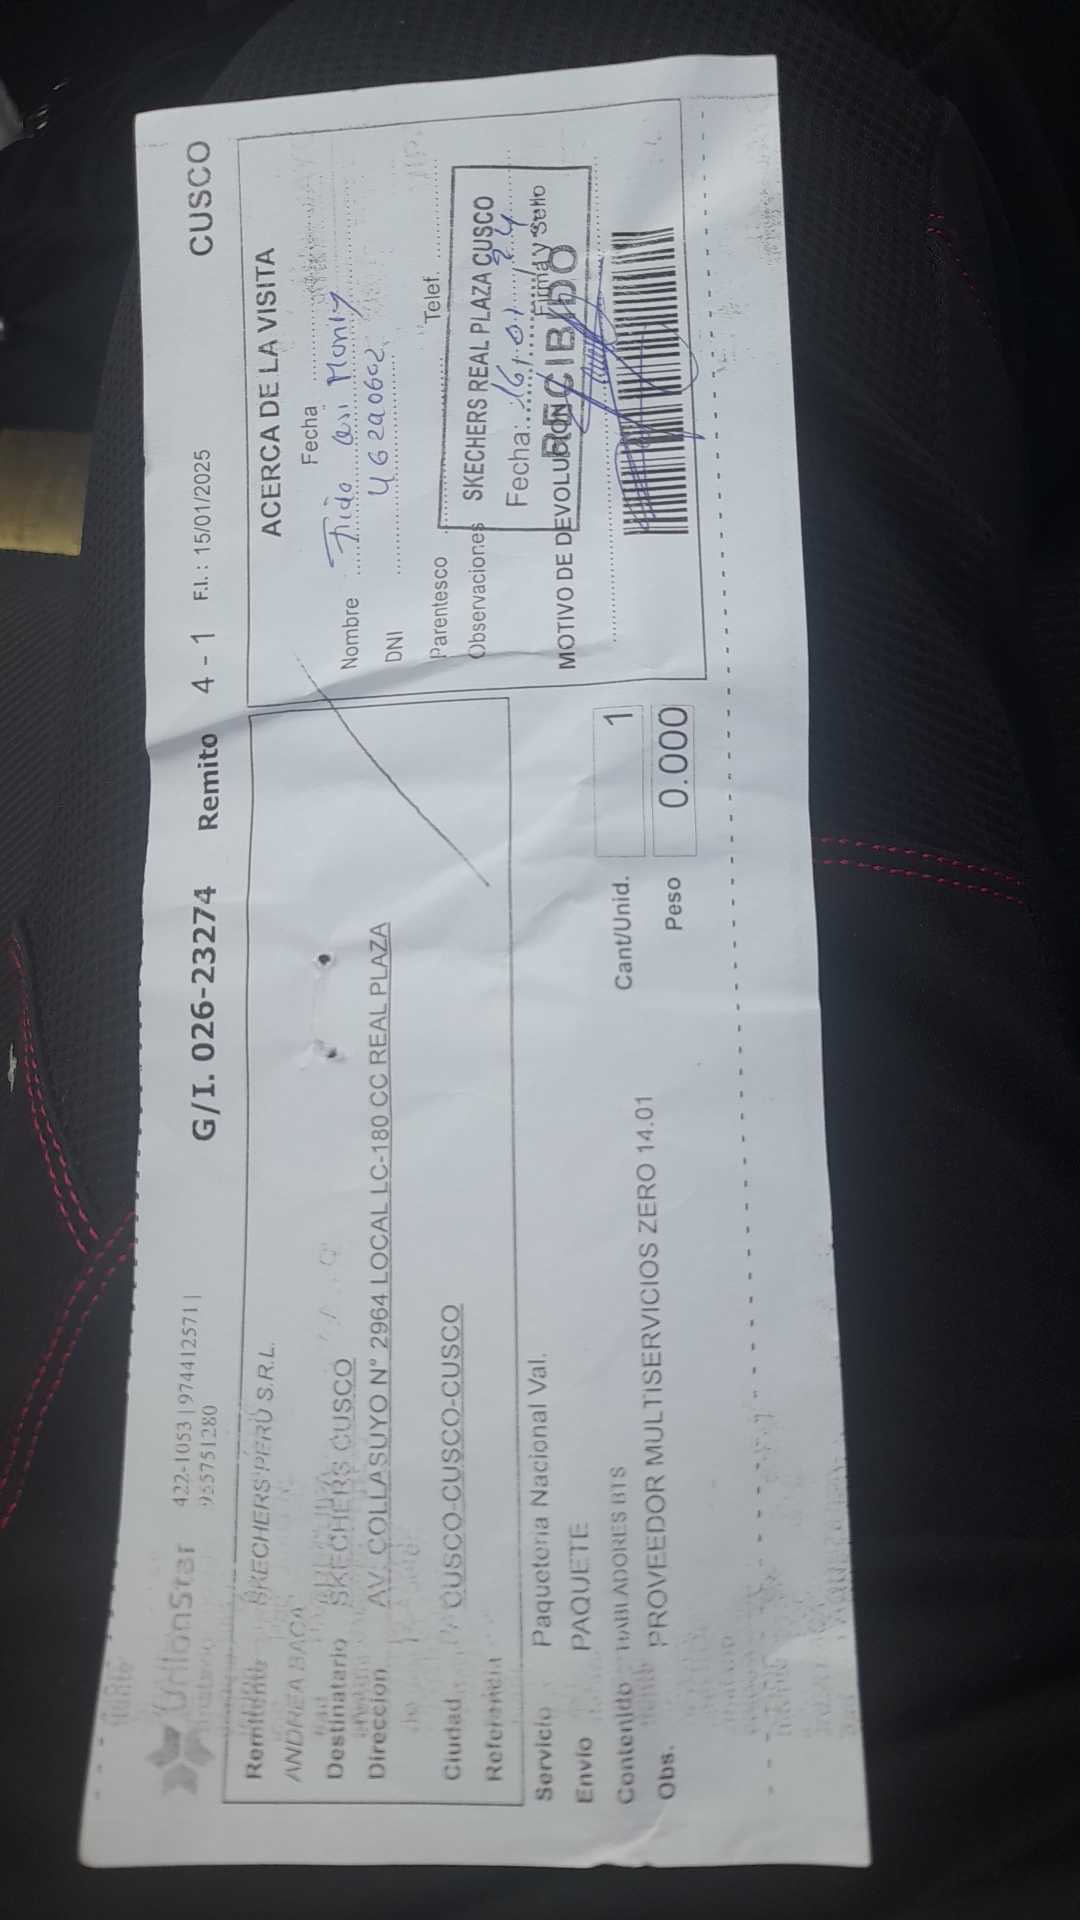 UnionStar
422-1053 | 974412571 |
955751280
G/I. 026-23274 Remito 4 - 1 F.I. : 15/01/2025 CUSCO
Remitente SKECHERS PERÚ S.R.L.
ANDREA BACA
Destinatario SKECHERS CUSCO
Direccion AV. COLLASUYO N° 2964 LOCAL LC-180 CC REAL PLAZA
Ciudad CUSCO-CUSCO-CUSCO
Referencia
Servicio Paquetería Nacional Val.
Envío PAQUETE
Contenido HABLADORES BTS
Obs. PROVEEDOR MULTISERVICIOS ZERO 14.01
Cant/Unid. 1
Peso 0.000
ACERCA DE LA VISITA
Fecha
Nombre
DNI
Parentesco Telef.
Observaciones
SKECHERS REAL PLAZA CUSCO
Fecha: 16/01/24
RECIBIDO
Firma y Sello
MOTIVO DE DEVOLUCION